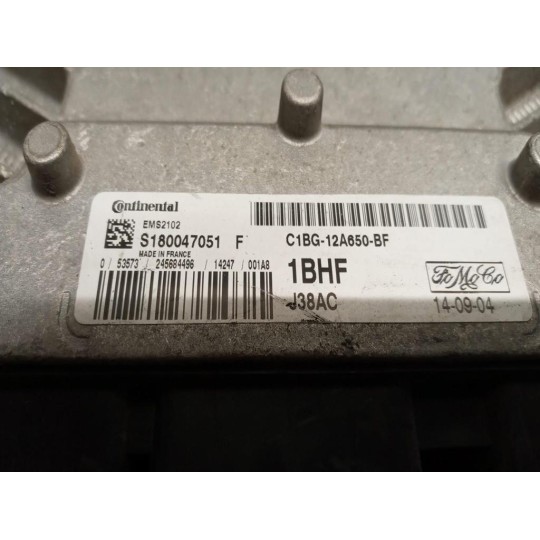 Continental
EMS2102
S180047051 F C1BG-12A650-BF
MADE IN FRANCE
0 / 53573 / 245684496 / 14247 / 001A8
1BHF
J38AC
FoMoCo
14-09-04